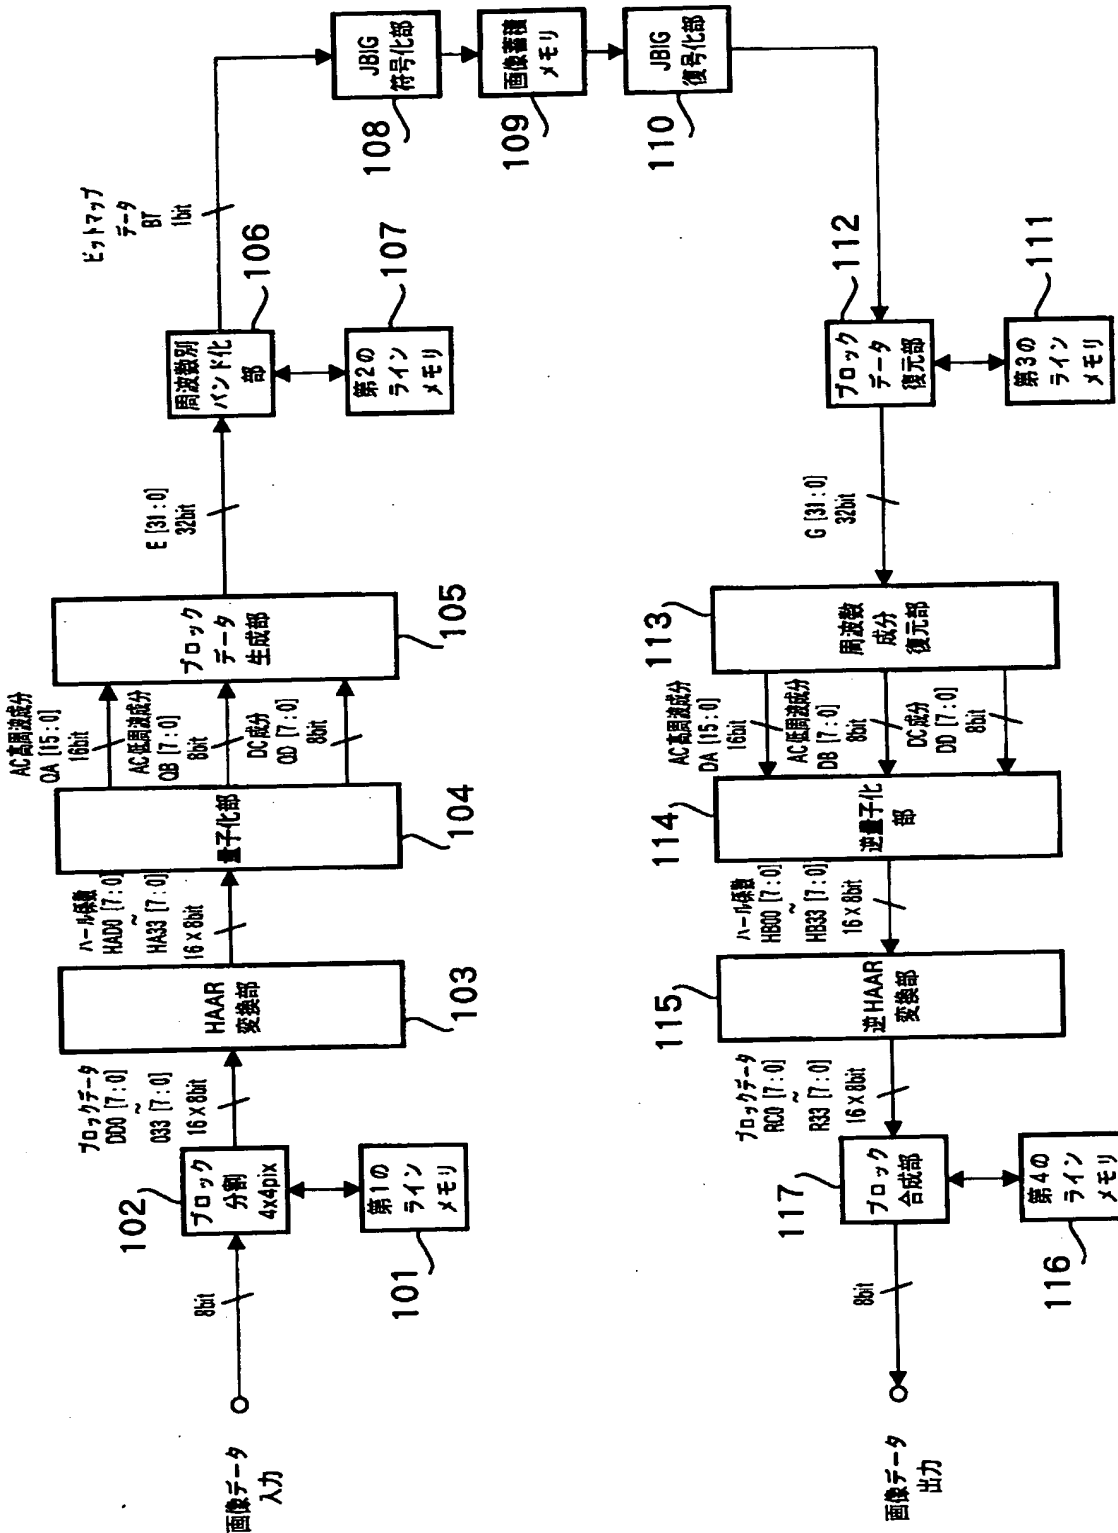 画像データ
入力
8bit
102
ブロック
分割
4x4pix
第1の
ライン
メモリ
101
ブロックデータ
DD0 [7:0]
~
033 [7:0]
16×8bit
HAAR
変換部
103
ハール係数
HAD0 [7:0]
~
HA33 [7:0]
16×8bit
量子化部
104
AC高周波成分
QA [15:0]
16bit
AC低周波成分
QB [7:0]
8bit
DC成分
QD [7:0]
8bit
ブロック
データ
生成部
105
E [31:0]
32bit
周波数別
バンド化
部
106
第2の
ライン
メモリ
107
ビットマップ
データ
BT
1bit
JBIG
符号化部
108
画像蓄積
メモリ
109
JBIG
復号化部
110
ブロック
データ
復元部
112
第3の
ライン
メモリ
111
G [31:0]
32bit
113
周波数
成分
復元部
AC高周波成分
DA [15:0]
16bit
AC低周波成分
DB [7:0]
8bit
DC成分
DD [7:0]
8bit
114
逆量子化
部
ハール係数
HB00 [7:0]
~
HB33 [7:0]
16×8bit
115
逆HAAR
変換部
ブロックデータ
RC0 [7:0]
~
R33 [7:0]
16×8bit
117
ブロック
合成部
第4の
ライン
メモリ
116
8bit
画像データ
出力